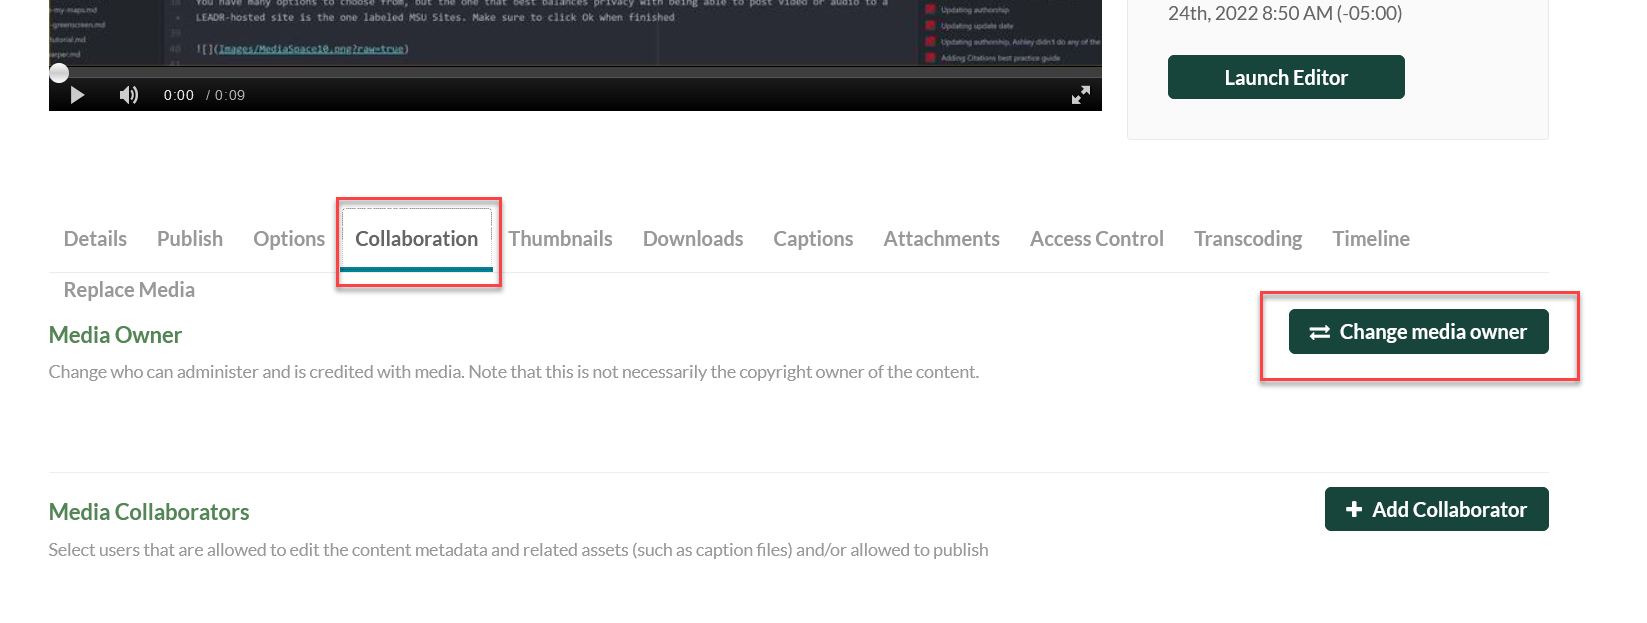 You have many options to choose from, but the one that best balances privacy with being able to post video or audio to a
LEADR-hosted site is the one labeled MSU Sites. Make sure to click Ok when finished
-my-maps.md
-greenscreen.md
tutorial.md
39
40 ![](Images/MediaSpace10.png?raw=true)
Updating authorship
Updating update date
Updating authorship, Ashley didn't do any of the
Adding Citations best practice guide
24th, 2022 8:50 AM (-05:00)
Launch Editor
0:00 / 0:09
Details Publish Options Collaboration Thumbnails Downloads Captions Attachments Access Control Transcoding Timeline
Replace Media
Media Owner
Change media owner
Change who can administer and is credited with media. Note that this is not necessarily the copyright owner of the content.
Media Collaborators
Add Collaborator
Select users that are allowed to edit the content metadata and related assets (such as caption files) and/or allowed to publish